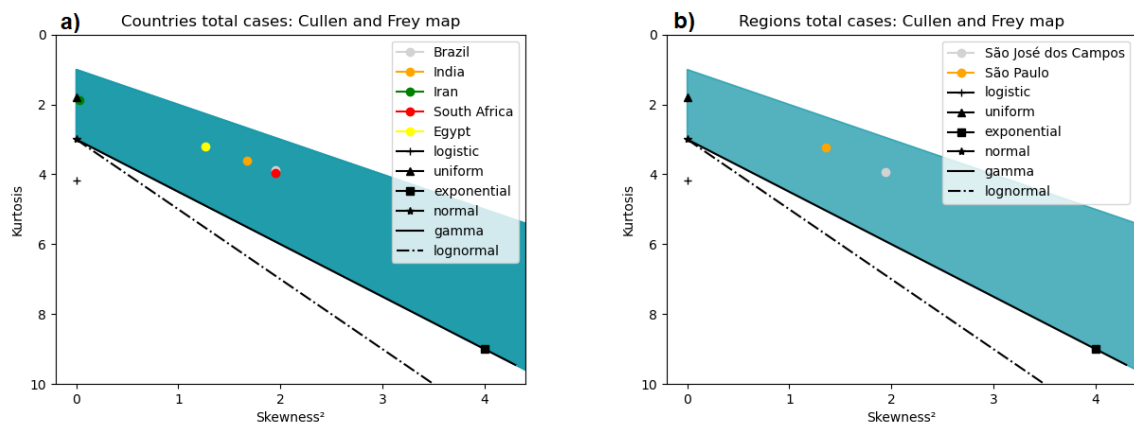 a)
Countries total cases: Cullen and Frey map
0
2
4
6
8
10
Kurtosis
0
1
2
3
4
Skewness²
Brazil
India
Iran
South Africa
Egypt
logistic
uniform
exponential
normal
gamma
lognormal
b)
Regions total cases: Cullen and Frey map
0
2
4
6
8
10
Kurtosis
0
1
2
3
4
Skewness²
São José dos Campos
São Paulo
logistic
uniform
exponential
normal
gamma
lognormal